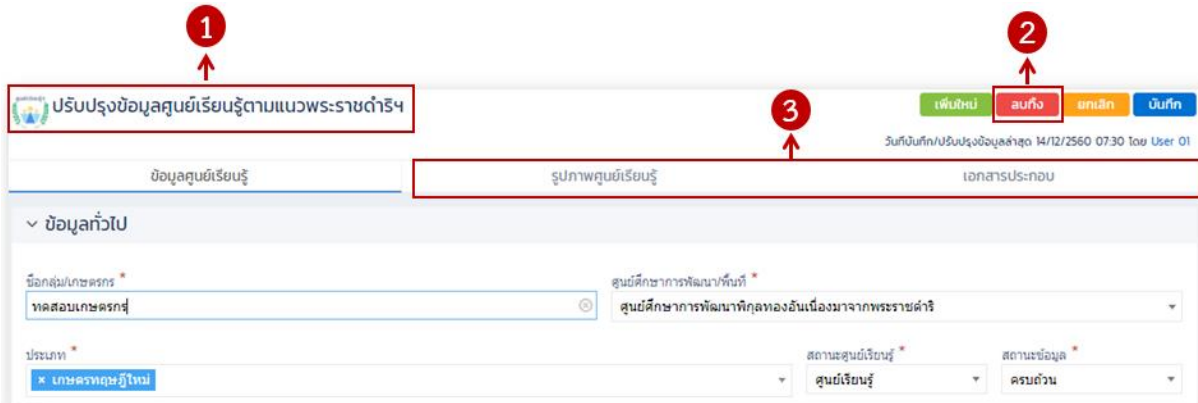 1
2
ปรับปรุงข้อมูลศูนย์เรียนรู้ตามแนวพระราชดำริฯ
เพิ่มใหม่ ลบทิ้ง ยกเลิก บันทึก
3
วันที่บันทึก/ปรับปรุงข้อมูลล่าสุด 14/12/2560 07:30 โดย User 01
ข้อมูลศูนย์เรียนรู้ รูปภาพศูนย์เรียนรู้ เอกสารประกอบ
ข้อมูลทั่วไป
ชื่อกลุ่ม/เกษตรกร * ศูนย์ศึกษาการพัฒนา/พื้นที่ *
ทดสอบเกษตรกร ศูนย์ศึกษาการพัฒนาพิกุลทองอันเนื่องมาจากพระราชดำริ
ประเภท * สถานะศูนย์เรียนรู้ * สถานะข้อมูล *
× เกษตรทฤษฎีใหม่ ศูนย์เรียนรู้ ครบถ้วน